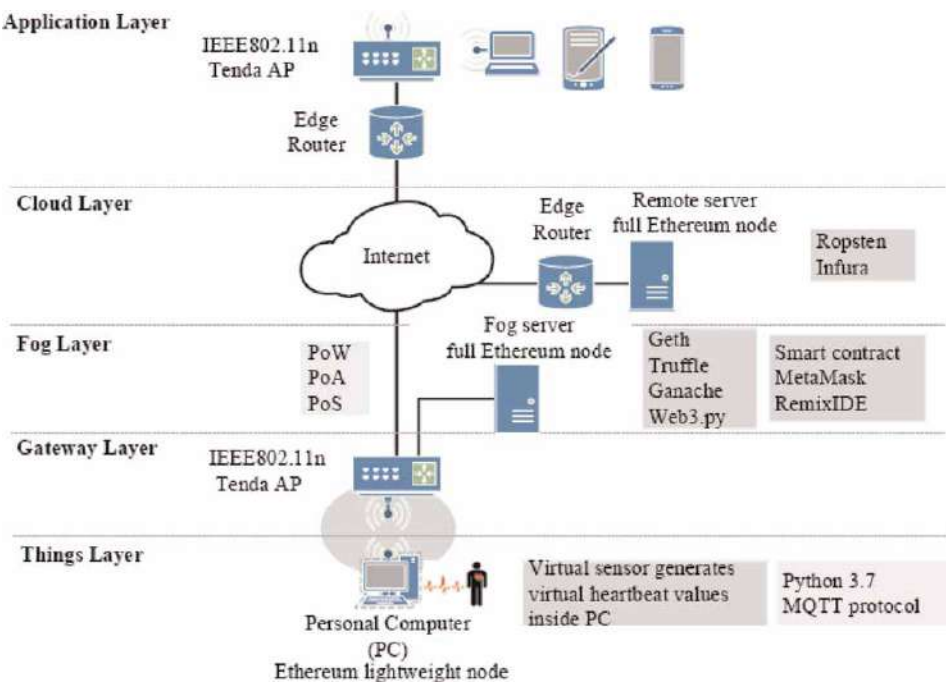 Application Layer
IEEE802.11n
Tenda AP
Edge
Router
Cloud Layer
Internet
Edge
Router
Remote server
full Ethereum node
Ropsten
Infura
Fog Layer
PoW
PoA
PoS
Fog server
full Ethereum node
Geth
Truffle
Ganache
Web3.py
Smart contract
MetaMask
RemixIDE
Gateway Layer
IEEE802.11n
Tenda AP
Things Layer
Personal Computer
(PC)
Ethereum lightweight node
Virtual sensor generates
virtual heartbeat values
inside PC
Python 3.7
MQTT protocol